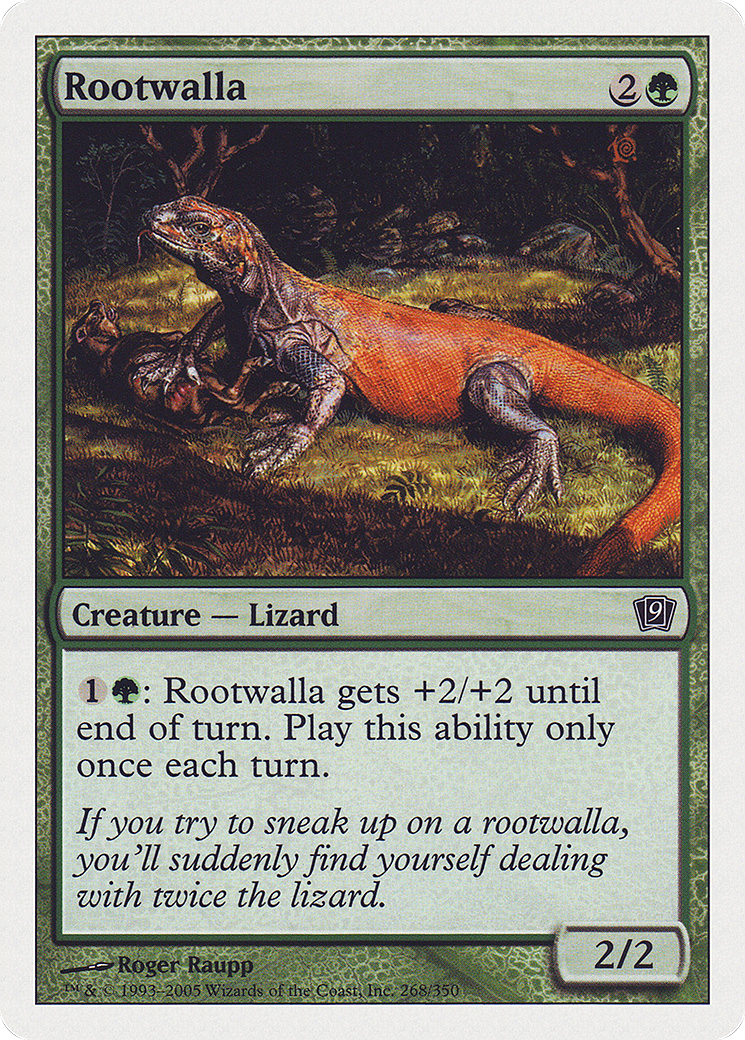 Rootwalla 2
Creature — Lizard 9
1 : Rootwalla gets +2/+2 until
end of turn. Play this ability only
once each turn.
If you try to sneak up on a rootwalla,
you'll suddenly find yourself dealing
with twice the lizard.
2/2
Roger Raupp
™ & © 1993–2005 Wizards of the Coast, Inc. 268/350